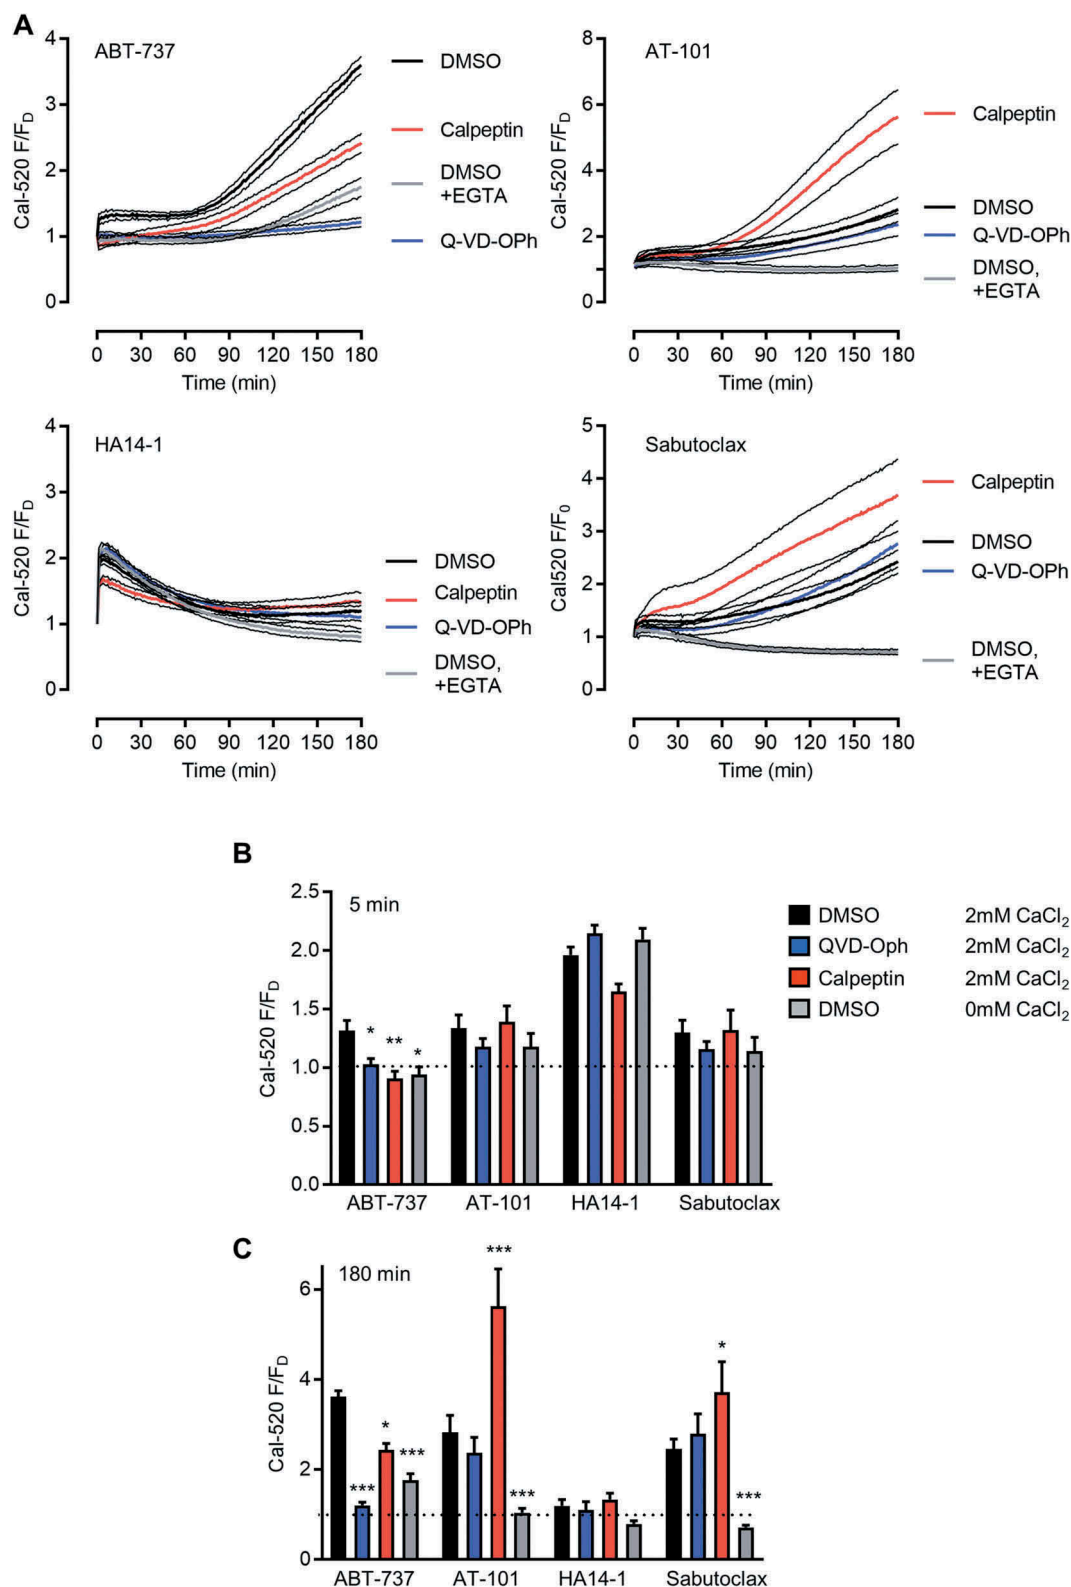 A
ABT-737
Cal-520 F/F_D
4
3
2
1
0
DMSO
Calpeptin
DMSO
+EGTA
Q-VD-OPh
0 30 60 90 120 150 180
Time (min)
AT-101
Cal-520 F/F_D
8
6
4
2
0
Calpeptin
DMSO
Q-VD-OPh
DMSO,
+EGTA
0 30 60 90 120 150 180
Time (min)
HA14-1
Cal-520 F/F_D
4
3
2
1
0
DMSO
Calpeptin
Q-VD-OPh
DMSO,
+EGTA
0 30 60 90 120 150 180
Time (min)
Sabutoclax
Cal520 F/F_0
5
4
3
2
1
0
Calpeptin
DMSO
Q-VD-OPh
DMSO,
+EGTA
0 30 60 90 120 150 180
Time (min)
B
5 min
Cal-520 F/F_D
2.5
2.0
1.5
1.0
0.5
0.0
* ** *
ABT-737 AT-101 HA14-1 Sabutoclax
DMSO 2mM CaCl₂
QVD-Oph 2mM CaCl₂
Calpeptin 2mM CaCl₂
DMSO 0mM CaCl₂
C
180 min
Cal-520 F/F_D
6
4
2
0
*** * *** *** *** * ***
ABT-737 AT-101 HA14-1 Sabutoclax